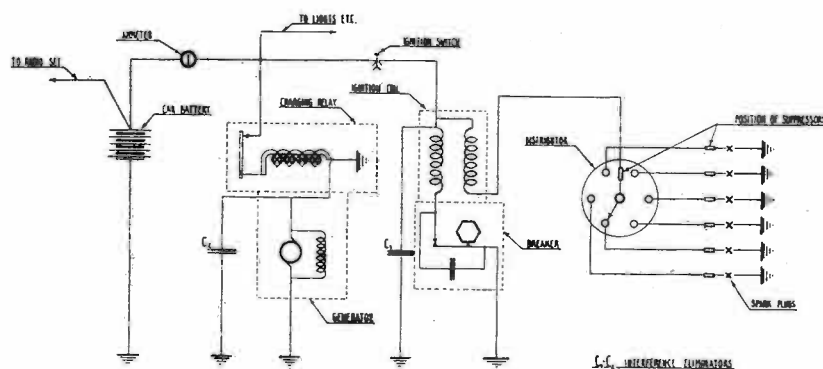 TO LIGHTS ETC.
AMMETER
IGNITION SWITCH
TO RADIO SET
IGNITION COIL
CHARGING RELAY
CAR BATTERY
POSITION OF SUPPRESSORS
DISTRIBUTOR
BREAKER
GENERATOR
SPARK PLUGS
INTERFERENCE ELIMINATORS